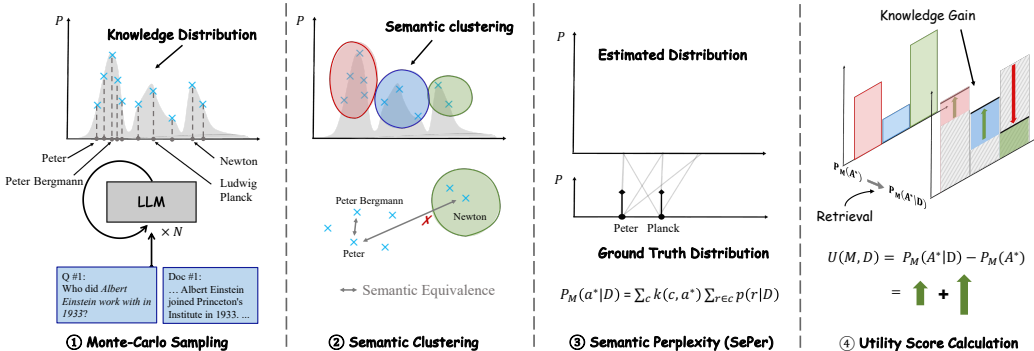 P
Knowledge Distribution
Peter
Newton
Peter Bergmann
Ludwig
Planck
LLM
× N
Q #1:
Who did Albert
Einstein work with in
1933?
Doc #1:
… Albert Einstein
joined Princeton's
Institute in 1933. ...
① Monte-Carlo Sampling
P
Semantic clustering
Peter Bergmann
Newton
✗
Peter
Semantic Equivalence
② Semantic Clustering
P
Estimated Distribution
P
Peter
Planck
Ground Truth Distribution
P_M(a*|D) = ∑_c k(c, a*) ∑_{r∈c} p(r|D)
③ Semantic Perplexity (SePer)
Knowledge Gain
P
P_M(A*)
P_M(A*|D)
Retrieval
U(M, D) = P_M(A*|D) − P_M(A*)
= +
④ Utility Score Calculation